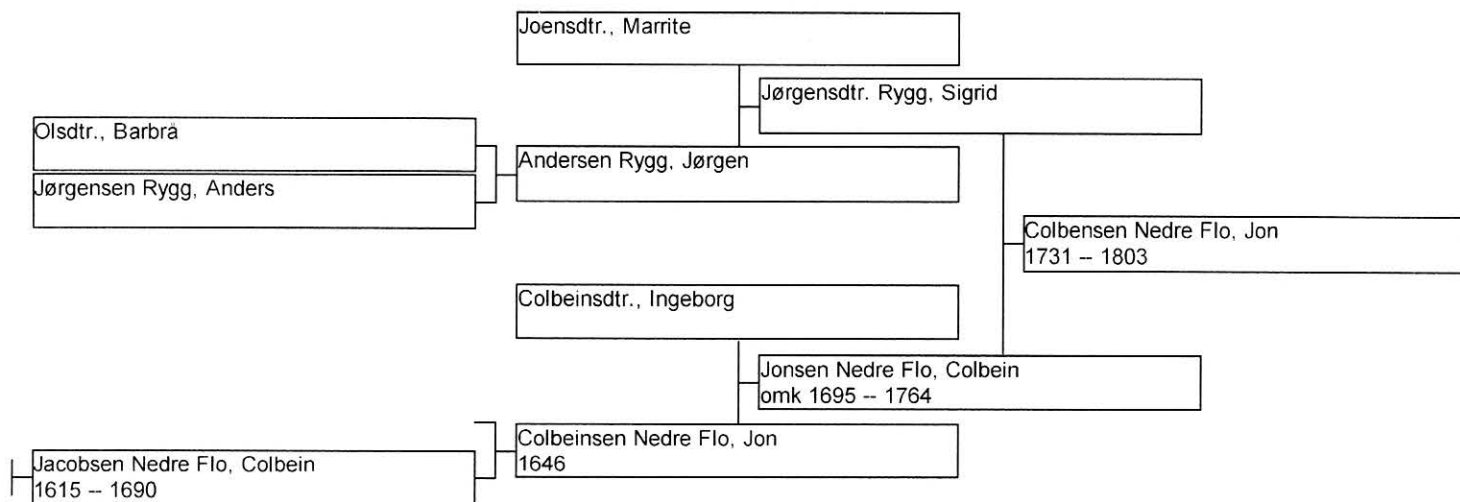 Joensdtr., Marrite
Jørgensdtr. Rygg, Sigrid
Olsdtr., Barbrä
Andersen Rygg, Jørgen
Jørgensen Rygg, Anders
Colbensen Nedre Flo, Jon
1731 -- 1803
Colbeinsdtr., Ingeborg
Jonsen Nedre Flo, Colbein
omk 1695 -- 1764
Colbeinsen Nedre Flo, Jon
1646
Jacobsen Nedre Flo, Colbein
1615 -- 1690